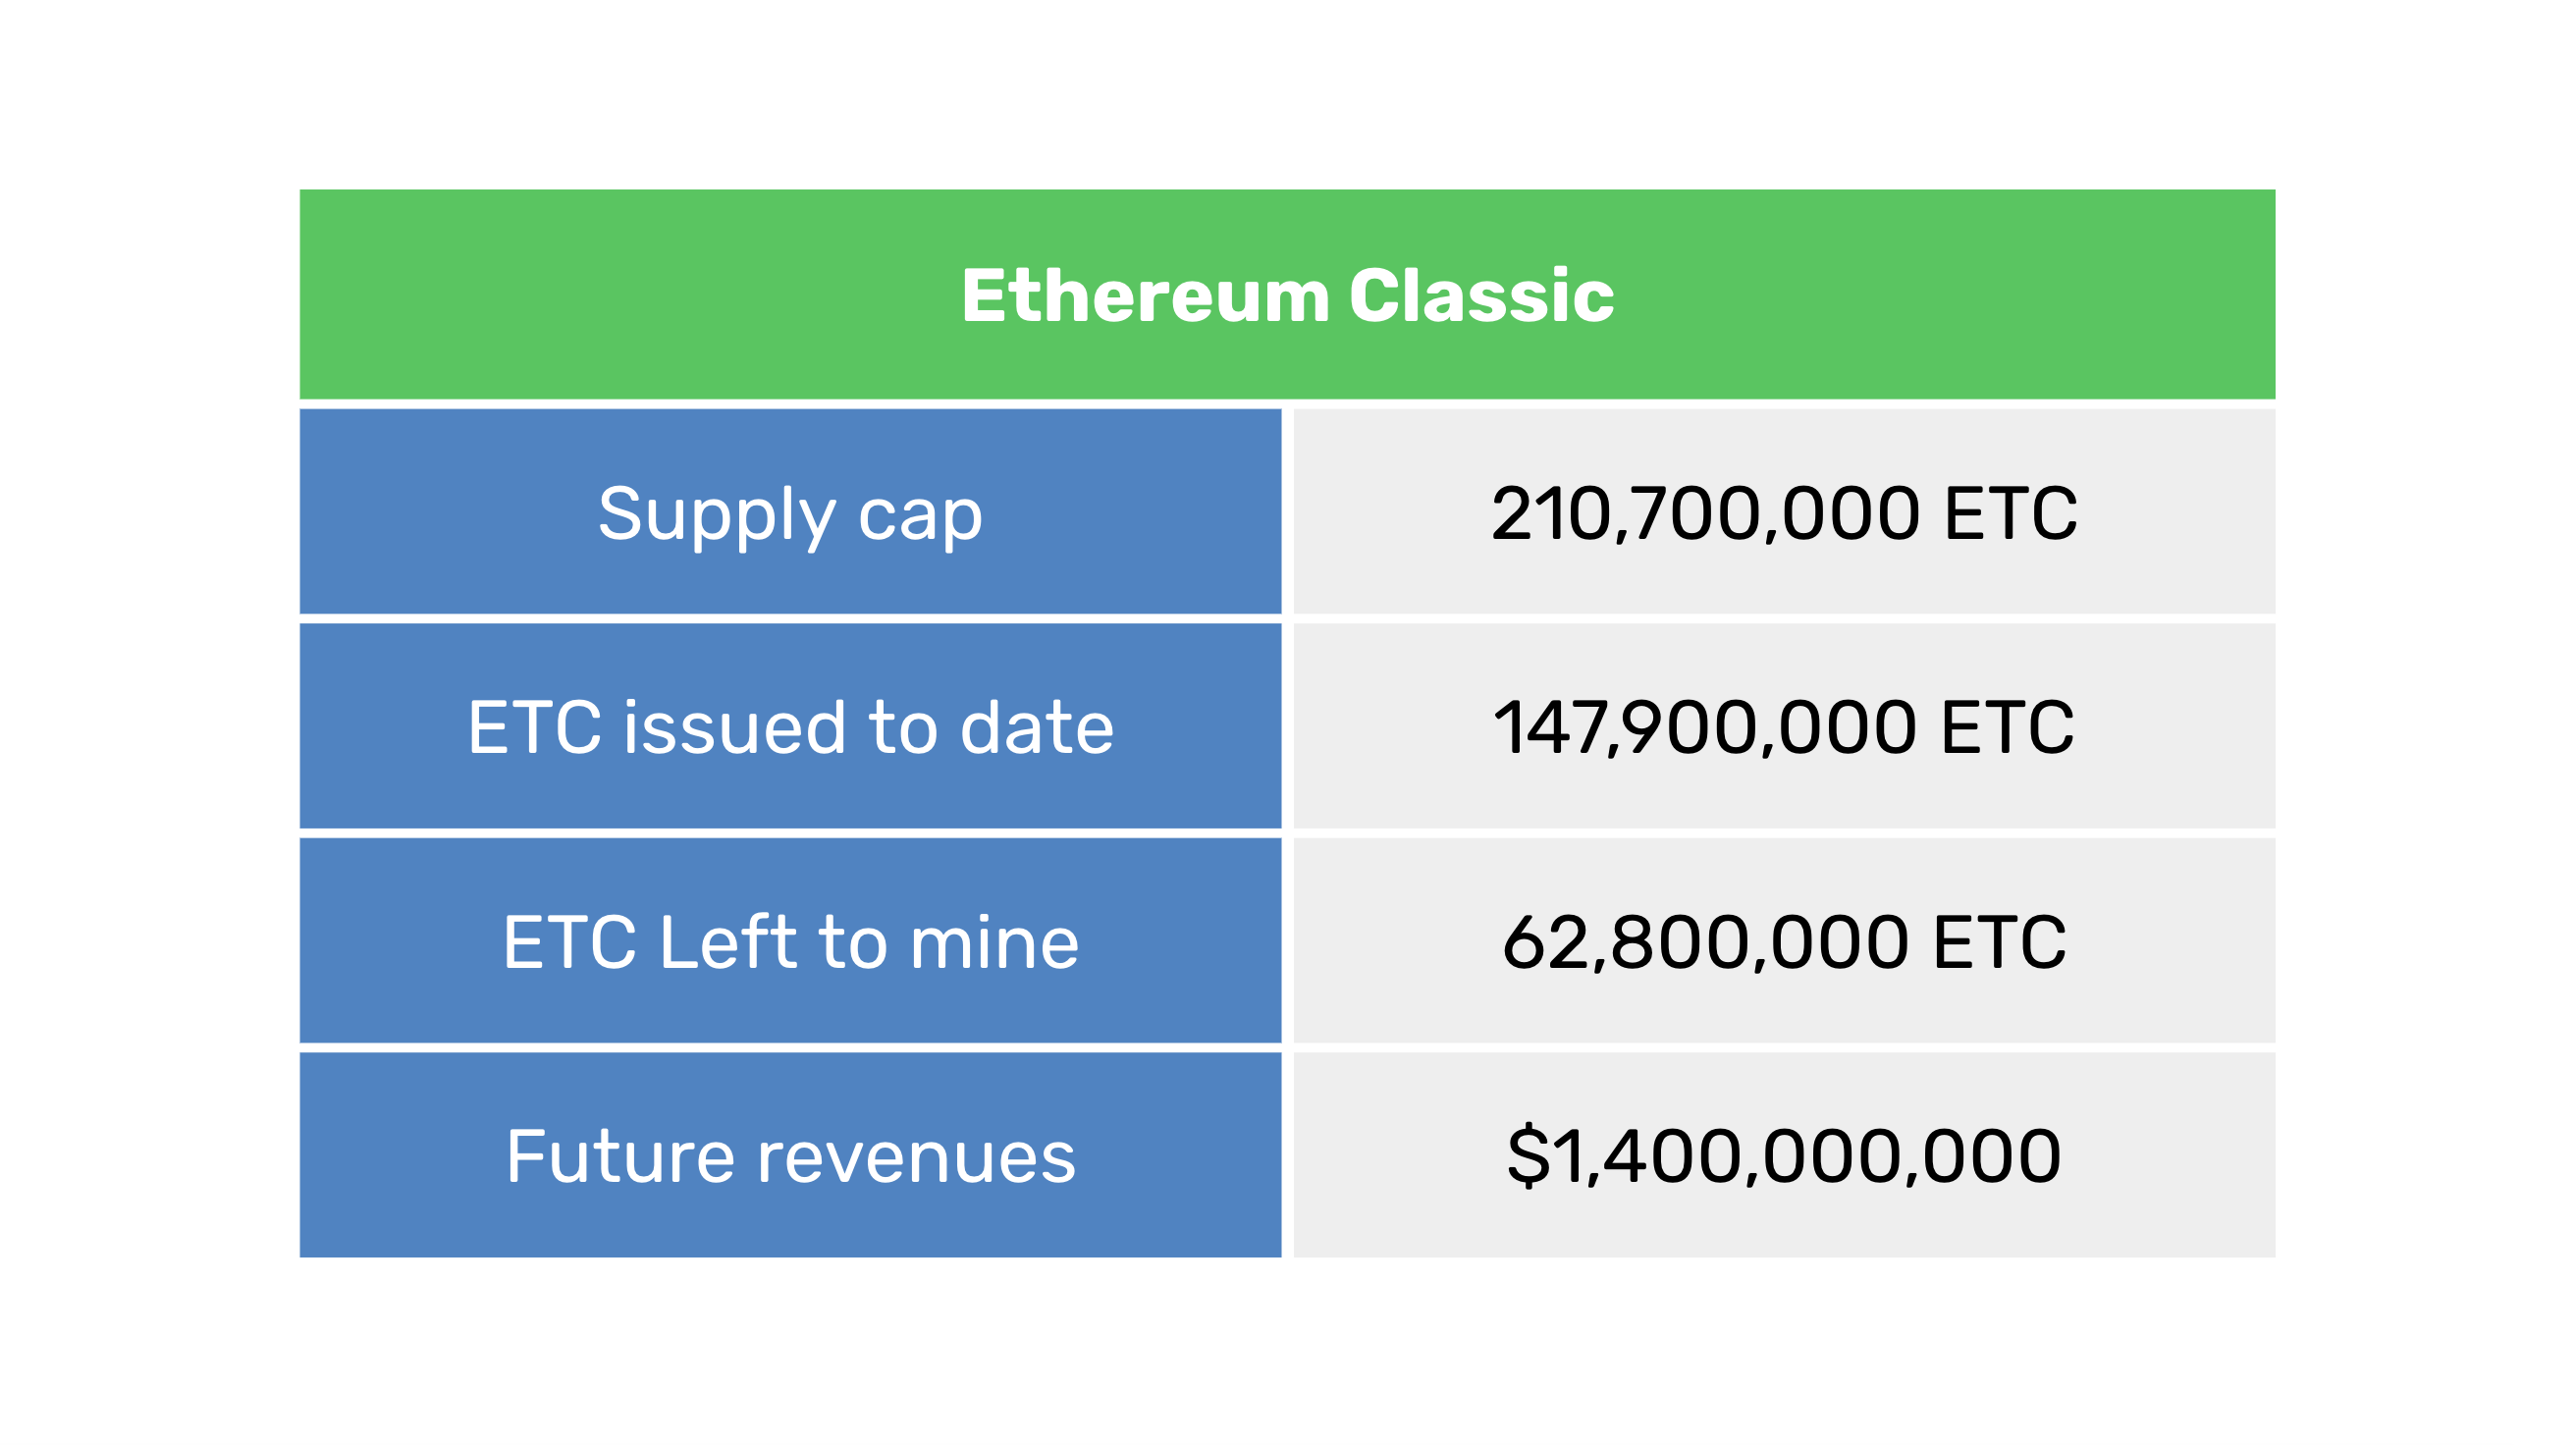 Ethereum Classic
Supply cap 210,700,000 ETC
ETC issued to date 147,900,000 ETC
ETC Left to mine 62,800,000 ETC
Future revenues $1,400,000,000